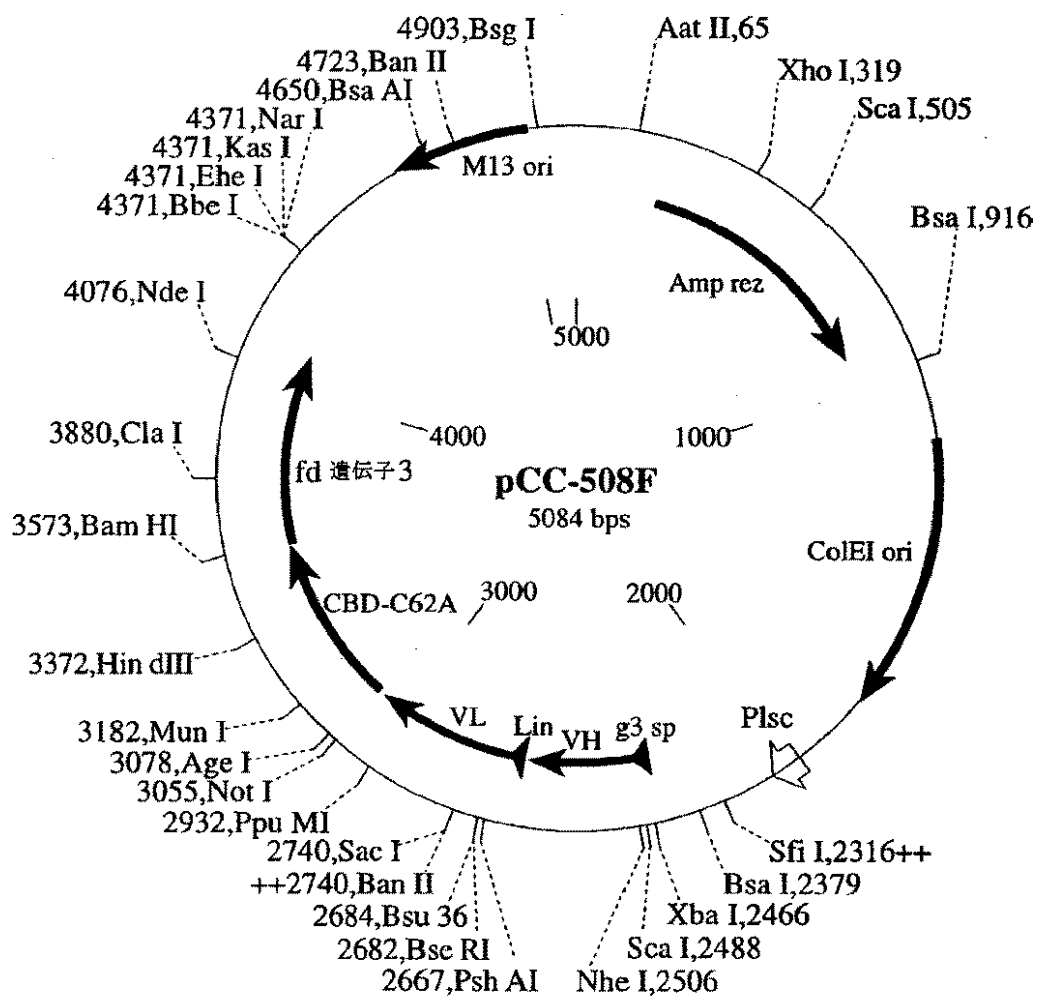 4903,Bsg I
Aat II,65
4723,Ban II
Xho I,319
4650,Bsa AI
Sca I,505
4371,Nar I
4371,Kas I
4371,Ehe I
4371,Bbe I
M13 ori
Bsa I,916
Amp rez
4076,Nde I
5000
4000
1000
3880,Cla I
fd 遺伝子3
pCC-508F
5084 bps
3573,Bam HI
ColEI ori
CBD-C62A
3000
2000
3372,Hin dIII
VL
Lin
VH
g3 sp
Plsc
3182,Mun I
3078,Age I
3055,Not I
2932,Ppu MI
2740,Sac I
Sfi I,2316++
++2740,Ban II
Bsa I,2379
2684,Bsu 36
Xba I,2466
2682,Bse RI
Sca I,2488
2667,Psh AI
Nhe I,2506